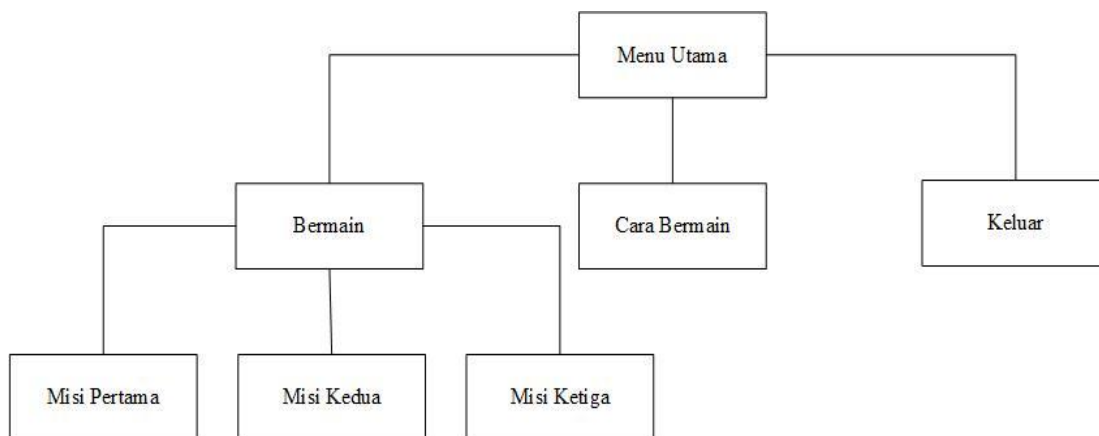 Menu Utama
Bermain
Cara Bermain
Keluar
Misi Pertama
Misi Kedua
Misi Ketiga